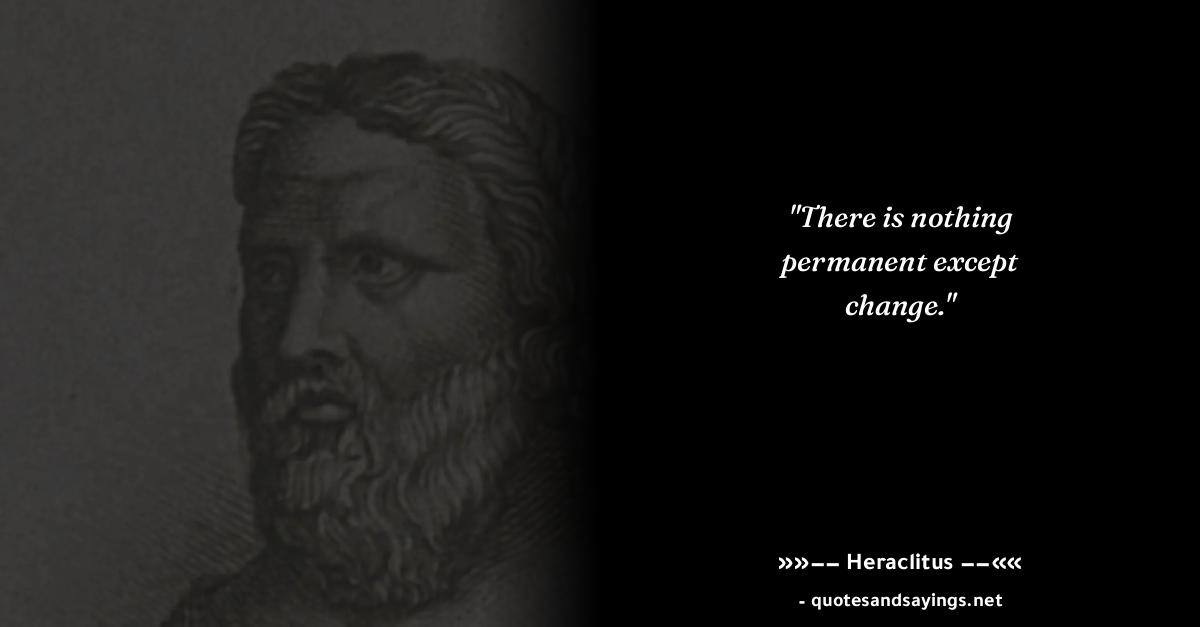 "There is nothing
permanent except
change."
»»−− Heraclitus −−««
- quotesandsayings.net